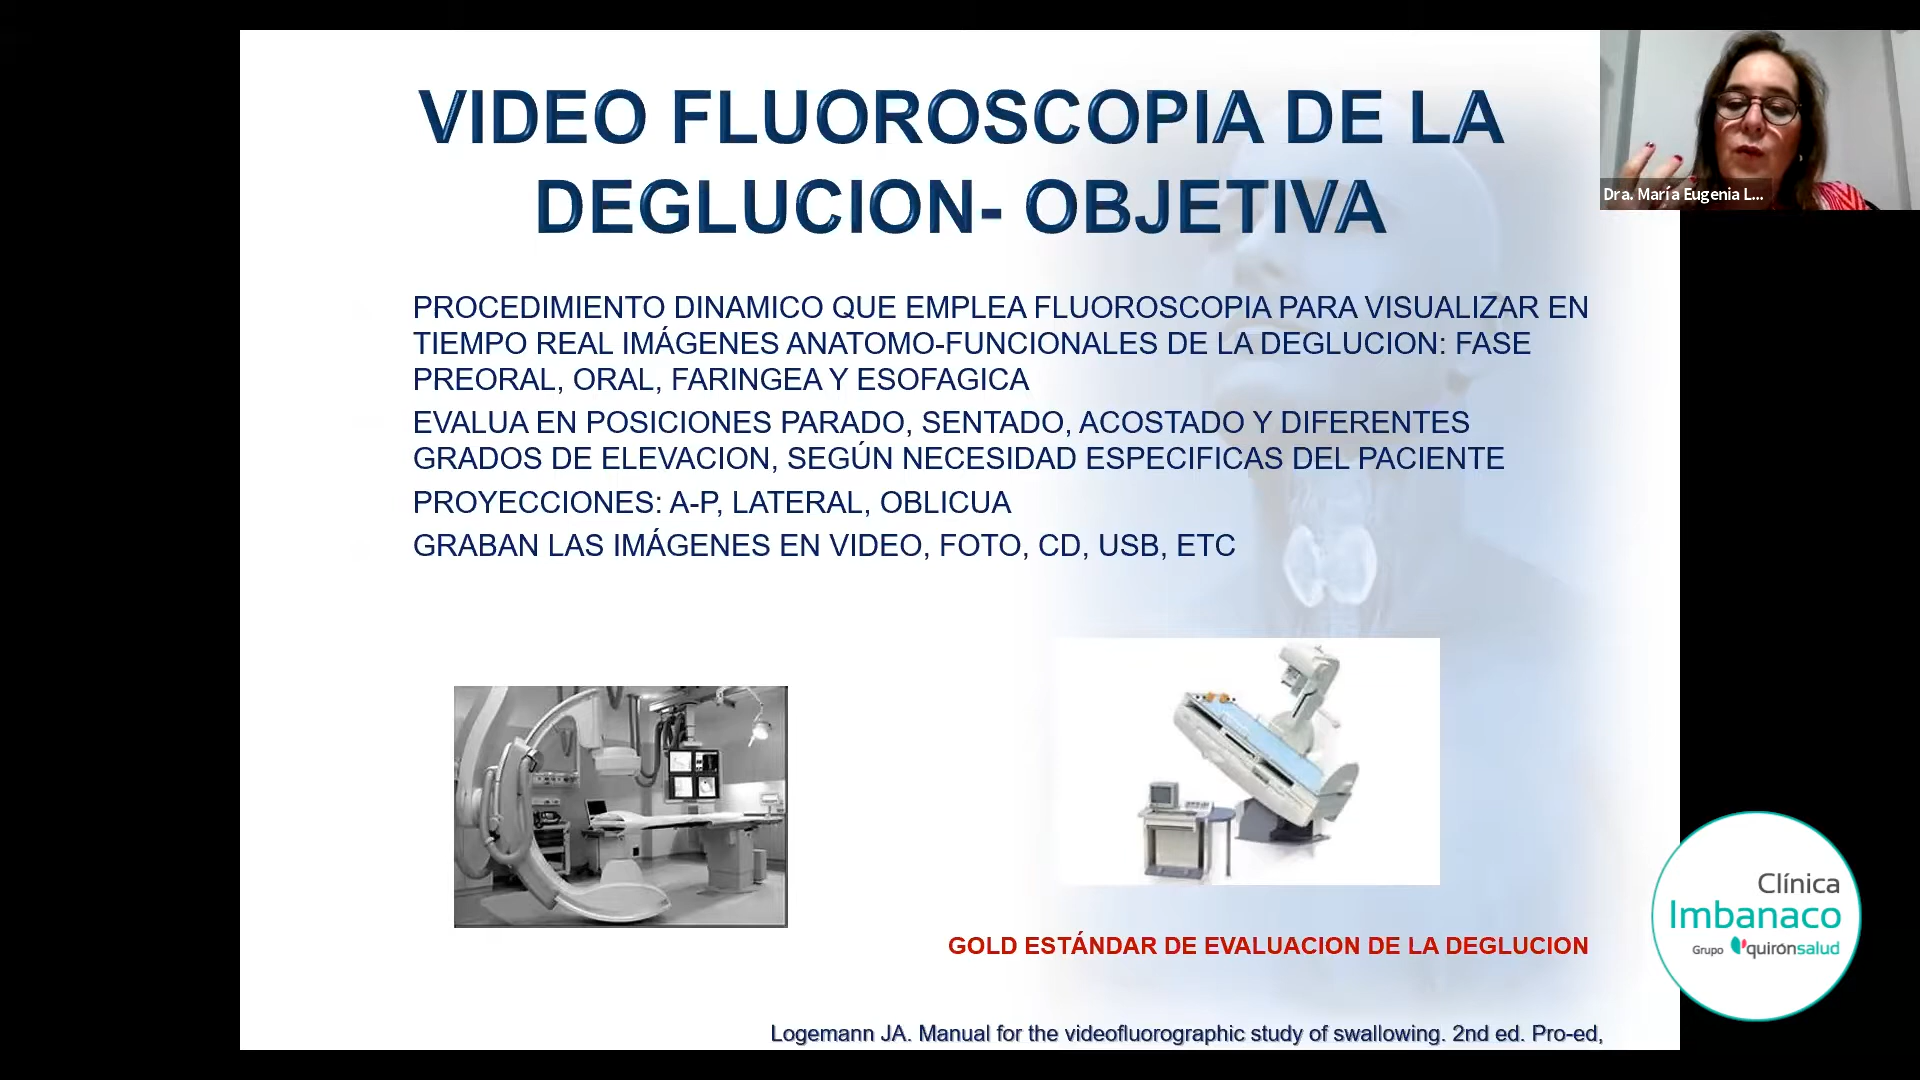 VIDEO FLUOROSCOPIA DE LA
DEGLUCION- OBJETIVA
PROCEDIMIENTO DINAMICO QUE EMPLEA FLUOROSCOPIA PARA VISUALIZAR EN
TIEMPO REAL IMÁGENES ANATOMO-FUNCIONALES DE LA DEGLUCION: FASE
PREORAL, ORAL, FARINGEA Y ESOFAGICA
EVALUA EN POSICIONES PARADO, SENTADO, ACOSTADO Y DIFERENTES
GRADOS DE ELEVACION, SEGÚN NECESIDAD ESPECIFICAS DEL PACIENTE
PROYECCIONES: A-P, LATERAL, OBLICUA
GRABAN LAS IMÁGENES EN VIDEO, FOTO, CD, USB, ETC
GOLD ESTÁNDAR DE EVALUACION DE LA DEGLUCION
Logemann JA. Manual for the videofluorographic study of swallowing. 2nd ed. Pro-ed,
Dra. María Eugenia L...
Clínica
Imbanaco
Grupo quirónsalud